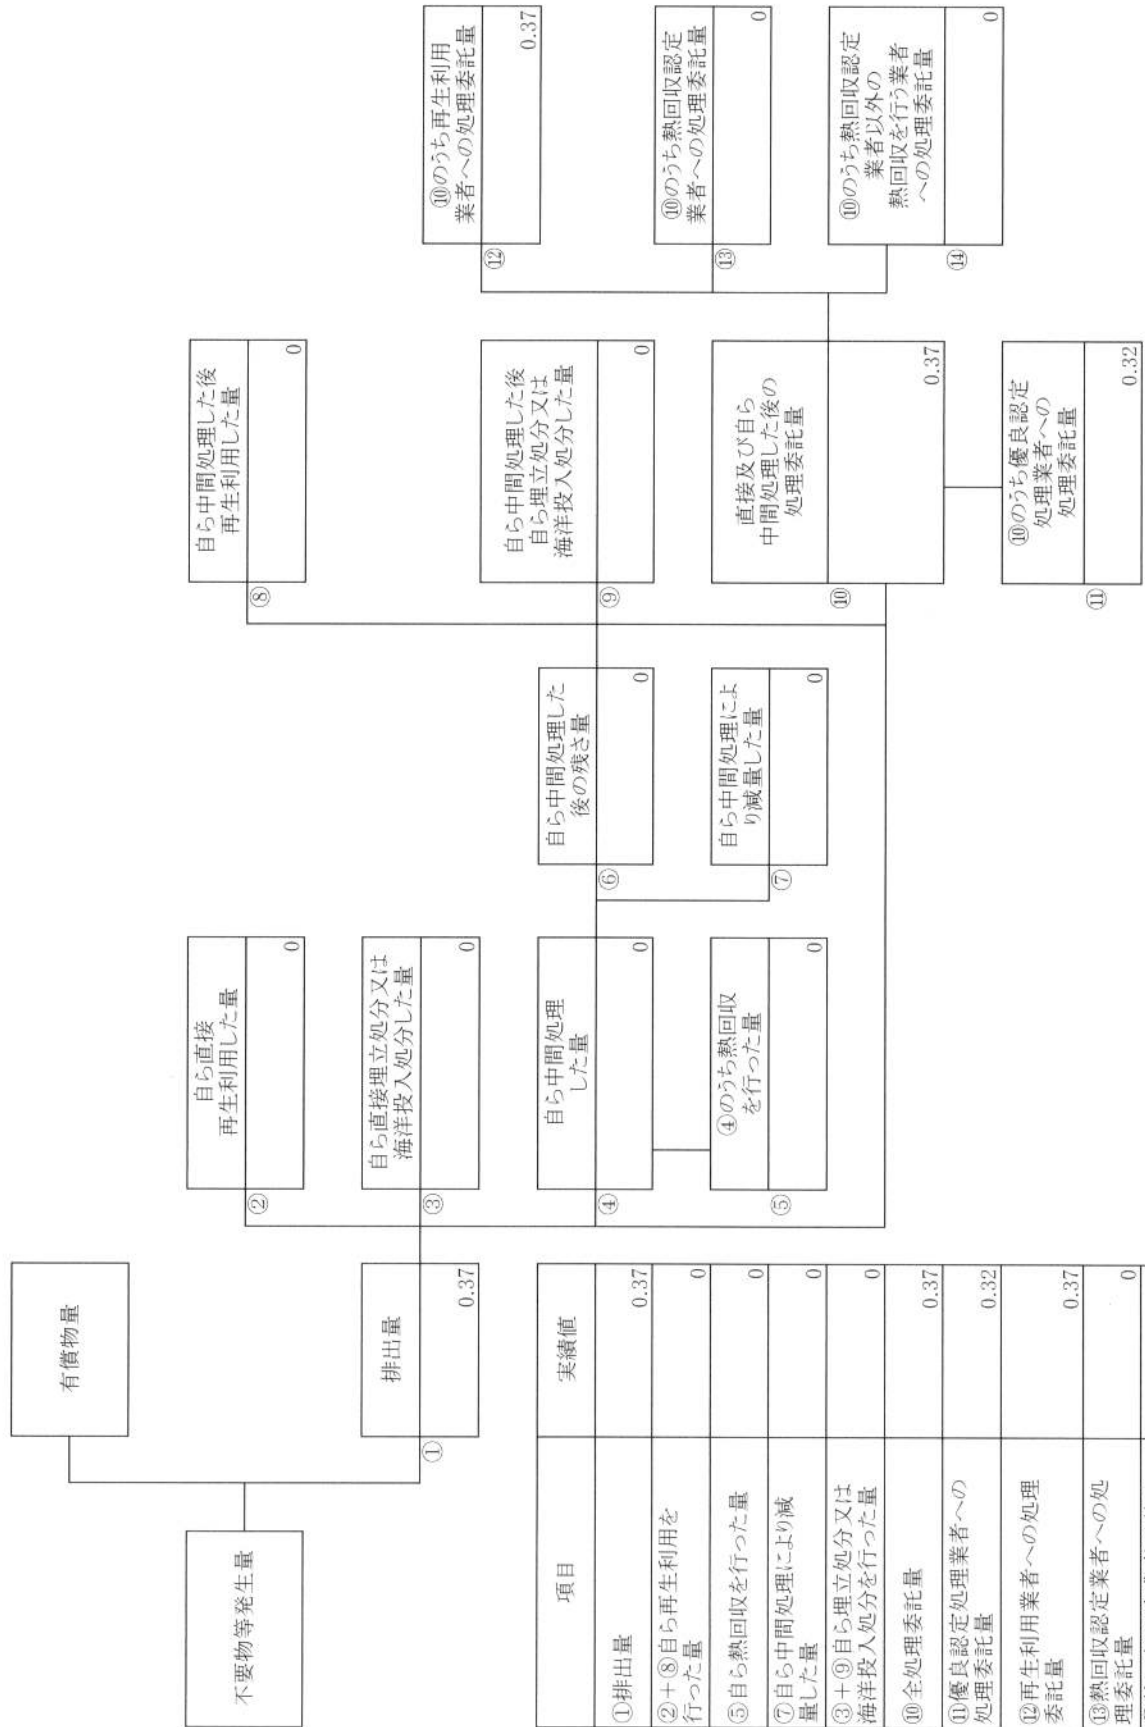 有償物量
不要物等発生量
排出量
①
0.37
自ら直接
再生利用した量
②
0
自ら直接埋立処分又は
海洋投入処分した量
③
0
自ら中間処理
した量
④
0
④のうち熱回収
を行った量
⑤
0
自ら中間処理した
後の残さ量
⑥
0
自ら中間処理によ
り減量した量
⑦
0
自ら中間処理した後
再生利用した量
⑧
0
自ら中間処理した後
自ら埋立処分又は
海洋投入処分した量
⑨
0
直接及び自ら
中間処理した後の
処理委託量
⑩
0.37
⑩のうち優良認定
処理業者への
処理委託量
⑪
0.32
⑩のうち再生利用
業者への処理委託量
⑫
0.37
⑩のうち熱回収認定
業者への処理委託量
⑬
0
⑩のうち熱回収認定
業者以外の
熱回収を行う業者
への処理委託量
⑭
0
項目 実績値
①排出量 0.37
②+⑧自ら再生利用を
行った量 0
⑤自ら熱回収を行った量 0
⑦自ら中間処理により減
量した量 0
③+⑨自ら埋立処分又は
海洋投入処分を行った量 0
⑩全処理委託量 0.37
⑪優良認定処理業者への
処理委託量 0.32
⑫再生利用業者への処理
委託量 0.37
⑬熱回収認定業者への処
理委託量 0